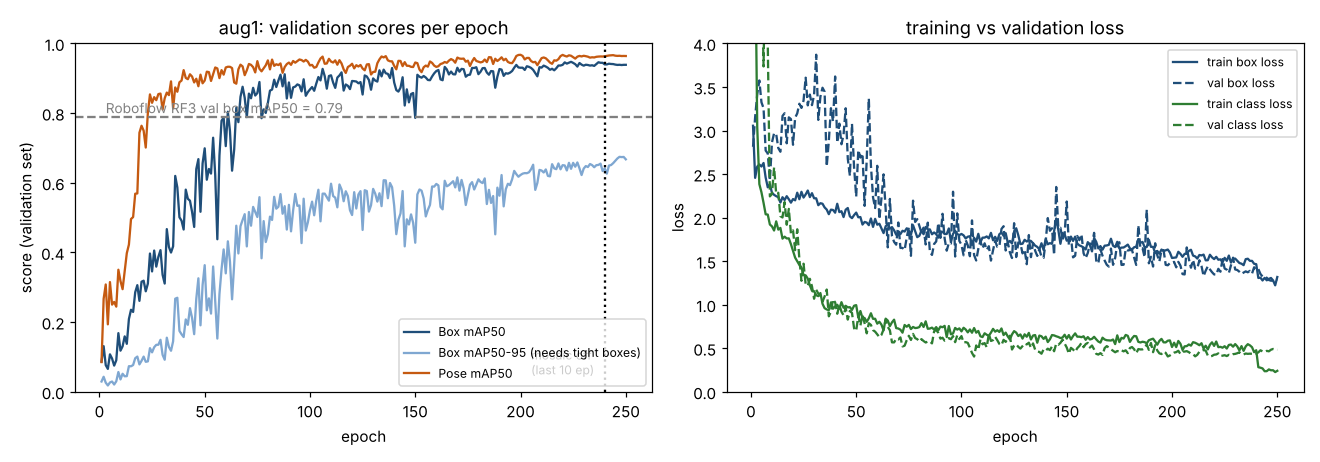 aug1: validation scores per epoch
score (validation set)
1.0
0.8
0.6
0.4
0.2
0.0
Roboflow RF3 val box mAP50 = 0.79
Box mAP50
Box mAP50-95 (needs tight boxes)
Pose mAP50
(last 10 ep)
0
50
100
150
200
250
epoch
training vs validation loss
loss
4.0
3.5
3.0
2.5
2.0
1.5
1.0
0.5
0.0
train box loss
val box loss
train class loss
val class loss
0
50
100
150
200
250
epoch